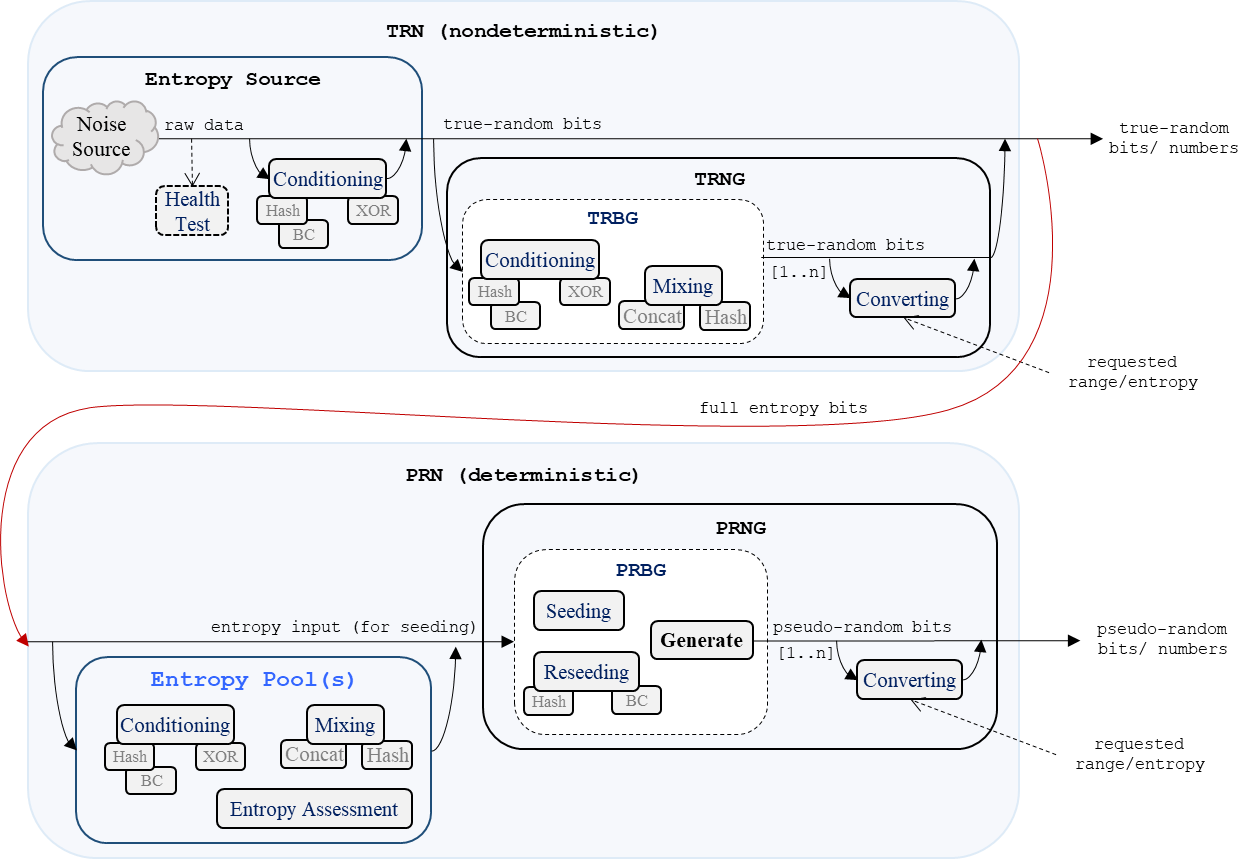 TRN (nondeterministic)
Entropy Source
Noise
Source
raw data
Health
Test
Conditioning
Hash
XOR
BC
true-random bits
true-random
bits/ numbers
TRNG
TRBG
Conditioning
Hash
XOR
BC
Mixing
Concat
Hash
true-random bits
[1..n]
Converting
requested
range/entropy
full entropy bits
PRN (deterministic)
PRNG
PRBG
Seeding
Reseeding
Hash
BC
Generate
entropy input (for seeding)
pseudo-random bits
[1..n]
Converting
pseudo-random
bits/ numbers
requested
range/entropy
Entropy Pool(s)
Conditioning
Hash
XOR
BC
Mixing
Concat
Hash
Entropy Assessment